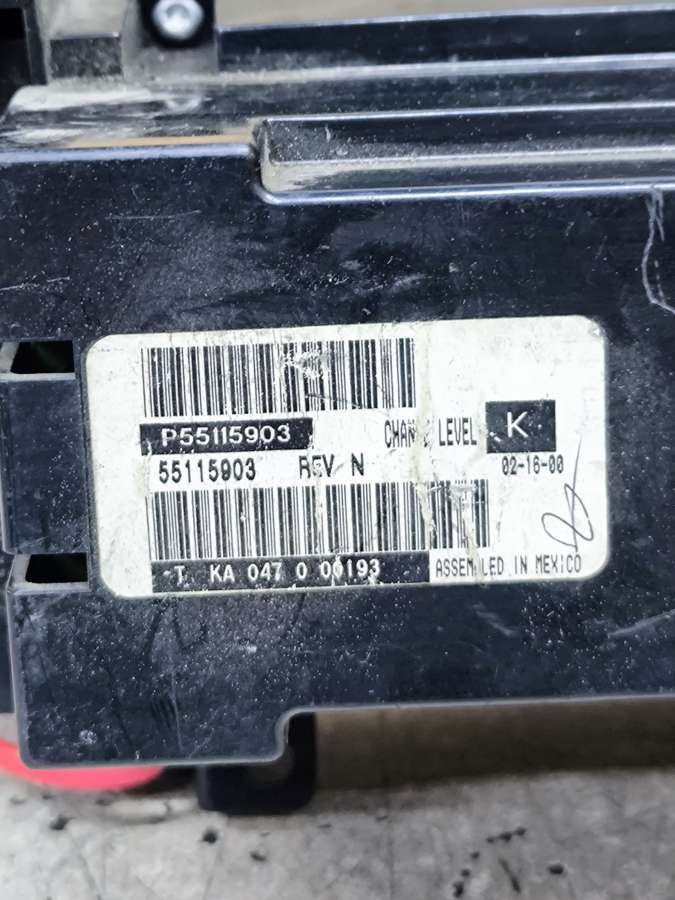 P55115903
CHANGE LEVEL K
55115903 REV N
02-16-00
T KA 047 0 00193
ASSEMBLED IN MEXICO